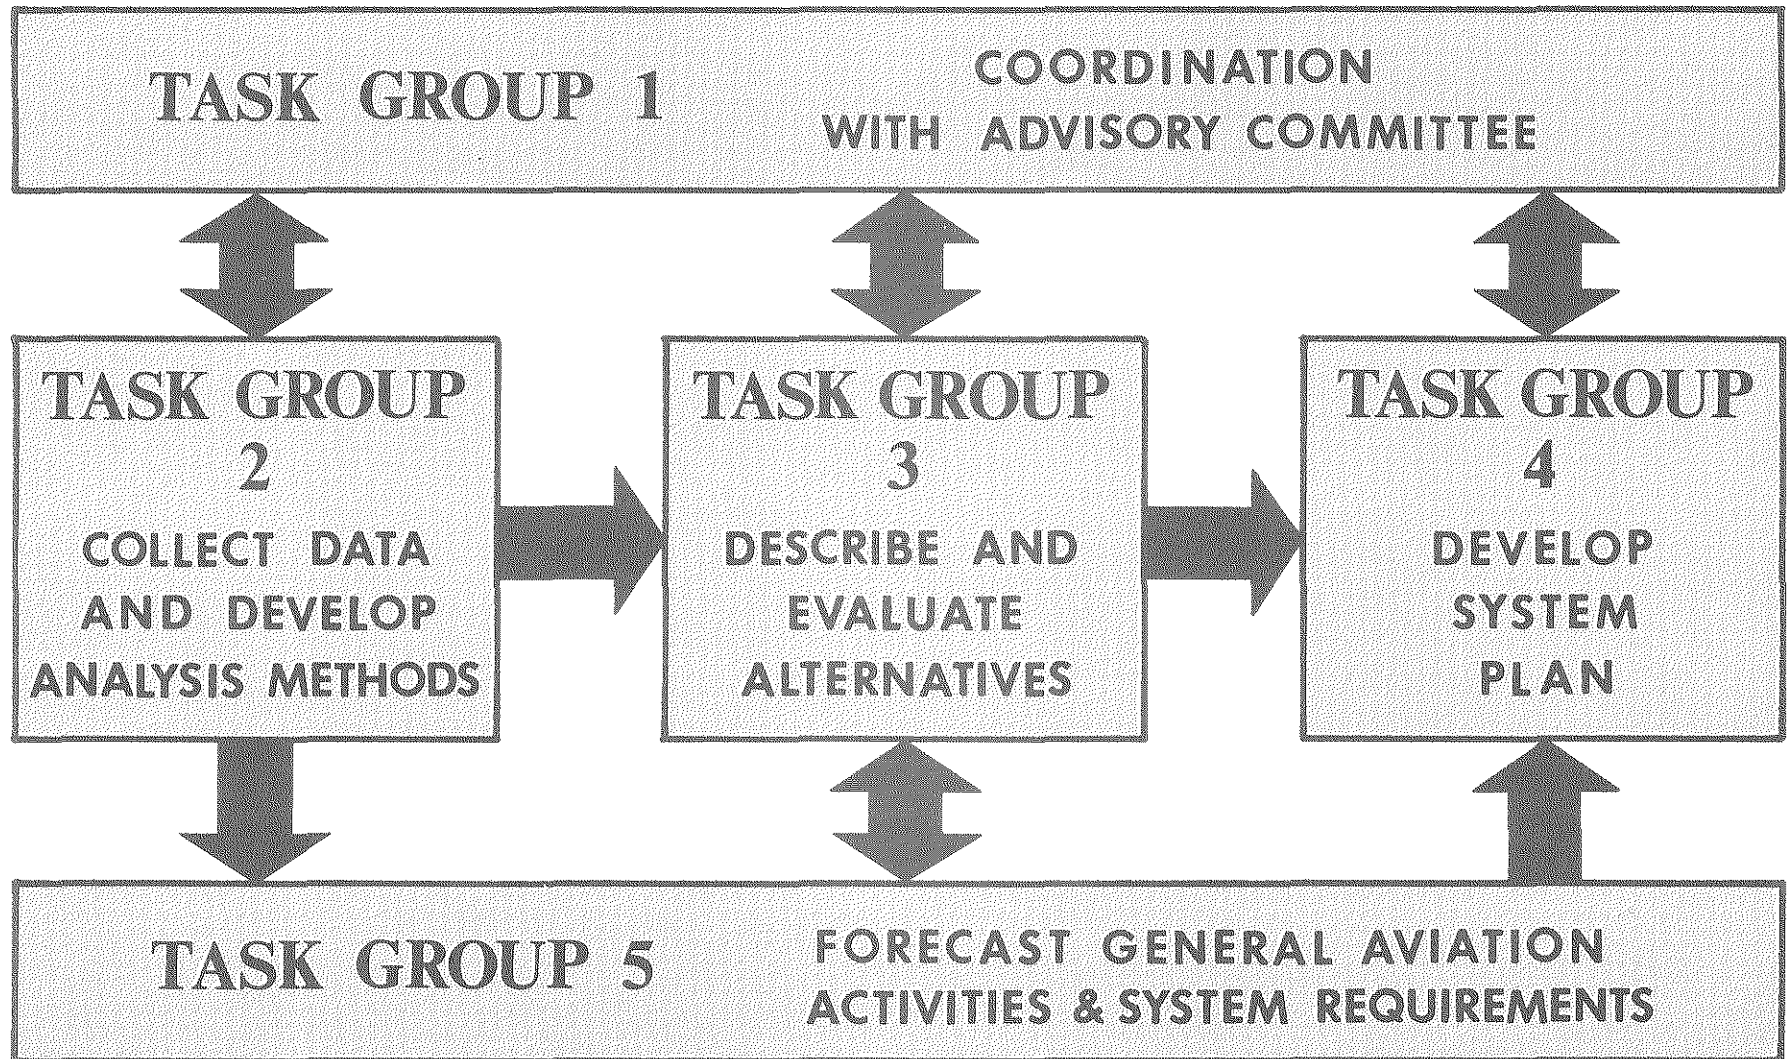 TASK GROUP 1
COORDINATION
WITH ADVISORY COMMITTEE
TASK GROUP
2
COLLECT DATA
AND DEVELOP
ANALYSIS METHODS
TASK GROUP
3
DESCRIBE AND
EVALUATE
ALTERNATIVES
TASK GROUP
4
DEVELOP
SYSTEM
PLAN
TASK GROUP 5
FORECAST GENERAL AVIATION
ACTIVITIES & SYSTEM REQUIREMENTS